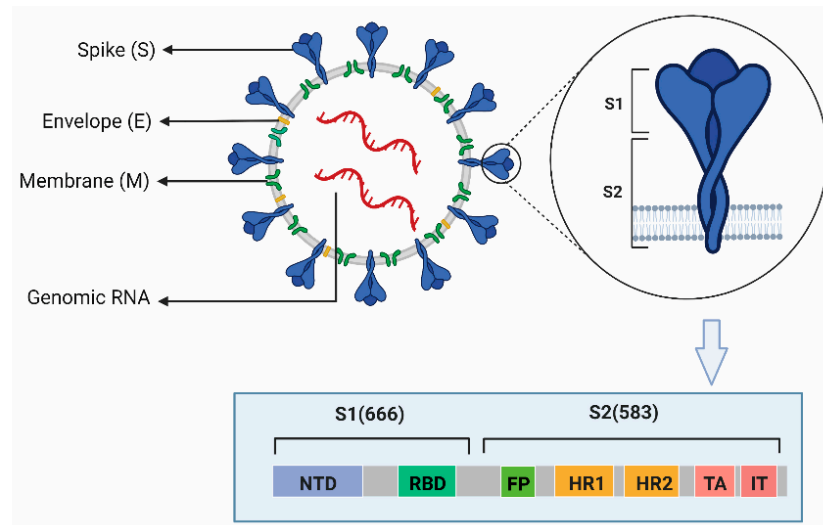 Spike (S)
Envelope (E)
Membrane (M)
Genomic RNA
S1
S2
S1(666)
S2(583)
NTD
RBD
FP
HR1
HR2
TA
IT